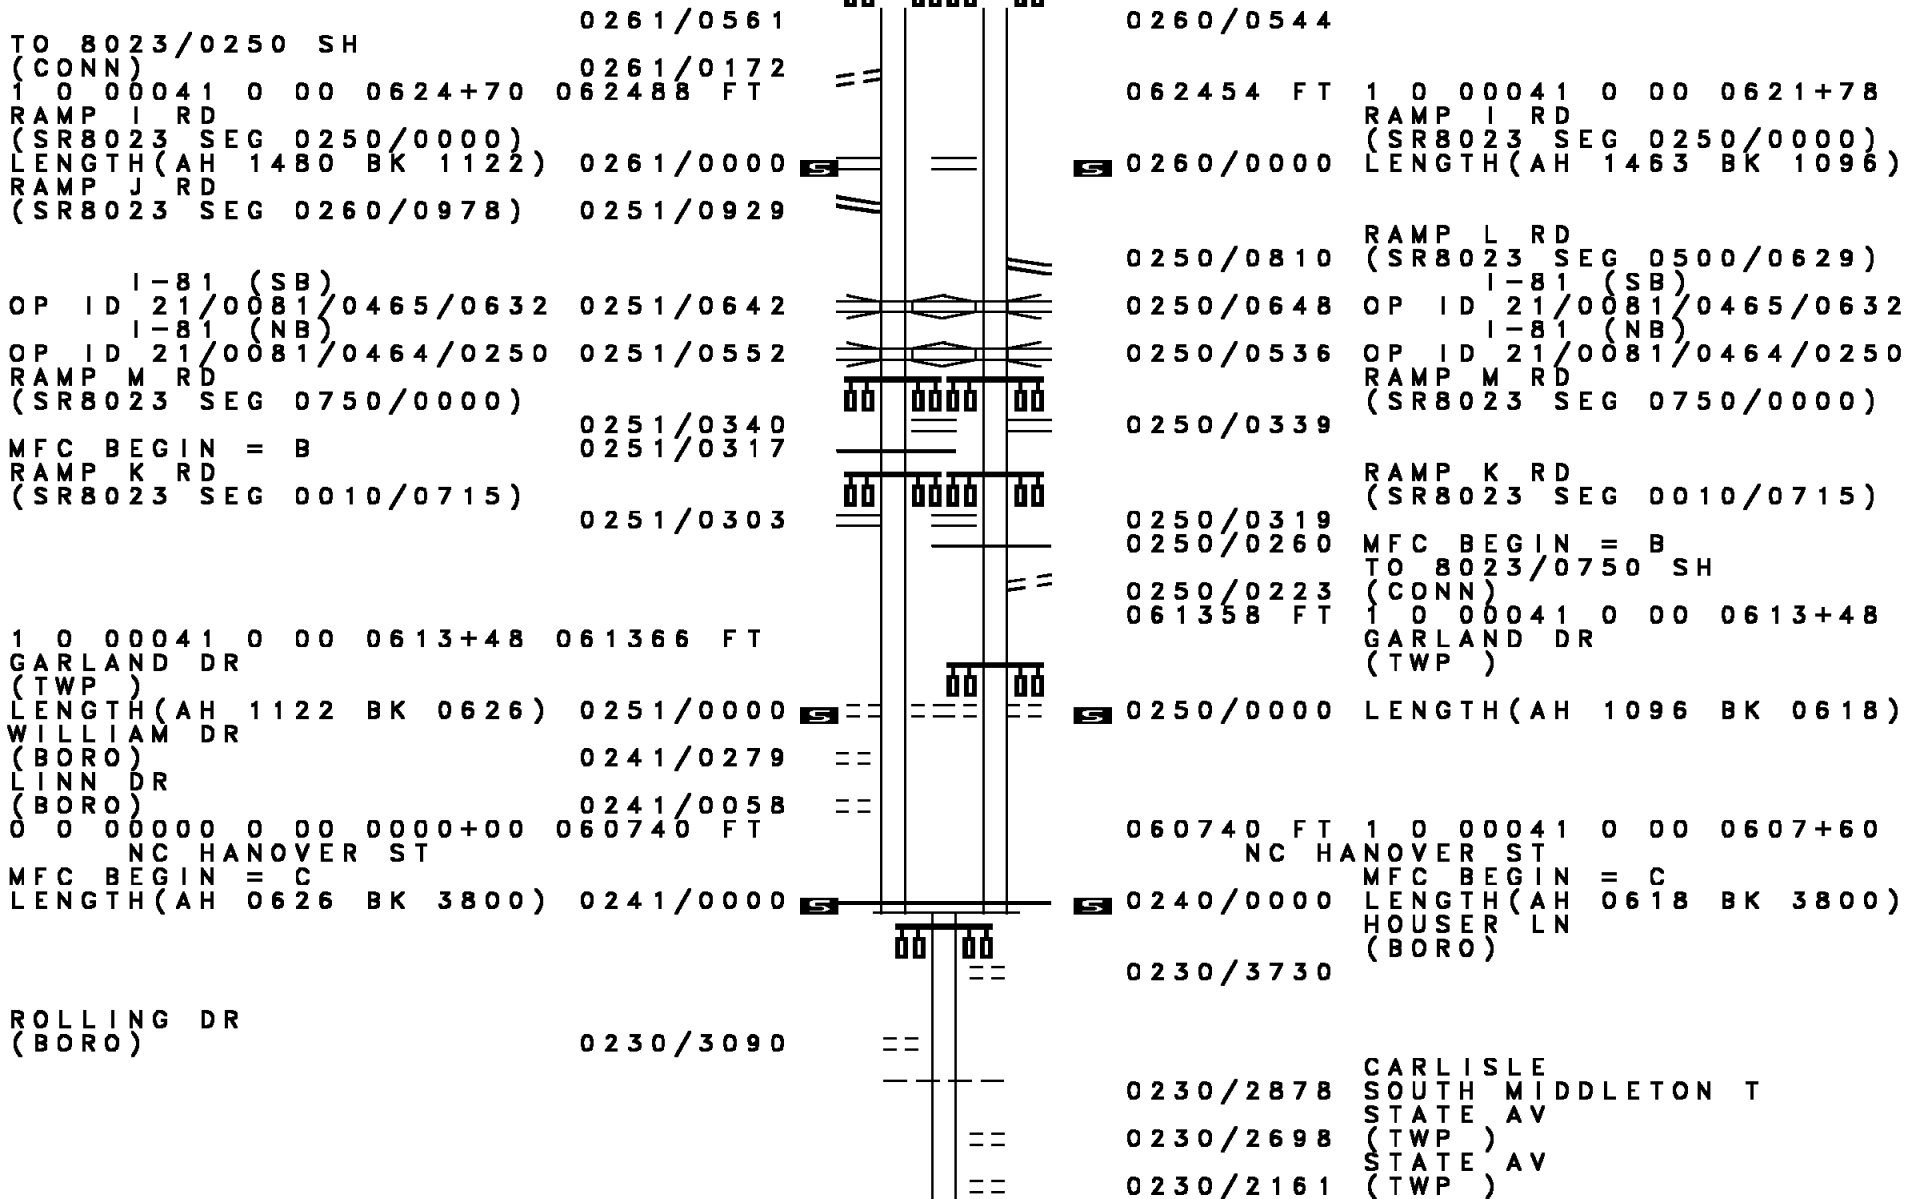 0261/0561 0260/0544
TO 8023/0250 SH
(CONN) 0261/0172
1 0 00041 0 00 0624+70 062488 FT 062454 FT 1 0 00041 0 00 0621+78
RAMP I RD RAMP I RD
(SR8023 SEG 0250/0000) (SR8023 SEG 0250/0000)
LENGTH(AH 1480 BK 1122) 0261/0000 S S 0260/0000 LENGTH(AH 1463 BK 1096)
RAMP J RD
(SR8023 SEG 0260/0978) 0251/0929
RAMP L RD
0250/0810 (SR8023 SEG 0500/0629)
I-81 (SB) I-81 (SB)
OP ID 21/0081/0465/0632 0251/0642 0250/0648 OP ID 21/0081/0465/0632
I-81 (NB) I-81 (NB)
OP ID 21/0081/0464/0250 0251/0552 0250/0536 OP ID 21/0081/0464/0250
RAMP M RD RAMP M RD
(SR8023 SEG 0750/0000) (SR8023 SEG 0750/0000)
0251/0340 0250/0339
MFC BEGIN = B 0251/0317
RAMP K RD RAMP K RD
(SR8023 SEG 0010/0715) (SR8023 SEG 0010/0715)
0251/0303 0250/0319
0250/0260 MFC BEGIN = B
TO 8023/0750 SH
0250/0223 (CONN)
061358 FT 1 0 00041 0 00 0613+48
1 0 00041 0 00 0613+48 061366 FT GARLAND DR
GARLAND DR (TWP )
(TWP )
LENGTH(AH 1122 BK 0626) 0251/0000 S S 0250/0000 LENGTH(AH 1096 BK 0618)
WILLIAM DR
(BORO) 0241/0279
LINN DR
(BORO) 0241/0058
0 0 00000 0 00 0000+00 060740 FT 060740 FT 1 0 00041 0 00 0607+60
NC HANOVER ST NC HANOVER ST
MFC BEGIN = C MFC BEGIN = C
LENGTH(AH 0626 BK 3800) 0241/0000 S S 0240/0000 LENGTH(AH 0618 BK 3800)
HOUSER LN
(BORO)
0230/3730
ROLLING DR
(BORO) 0230/3090
CARLISLE
0230/2878 SOUTH MIDDLETON T
STATE AV
0230/2698 (TWP )
STATE AV
0230/2161 (TWP )